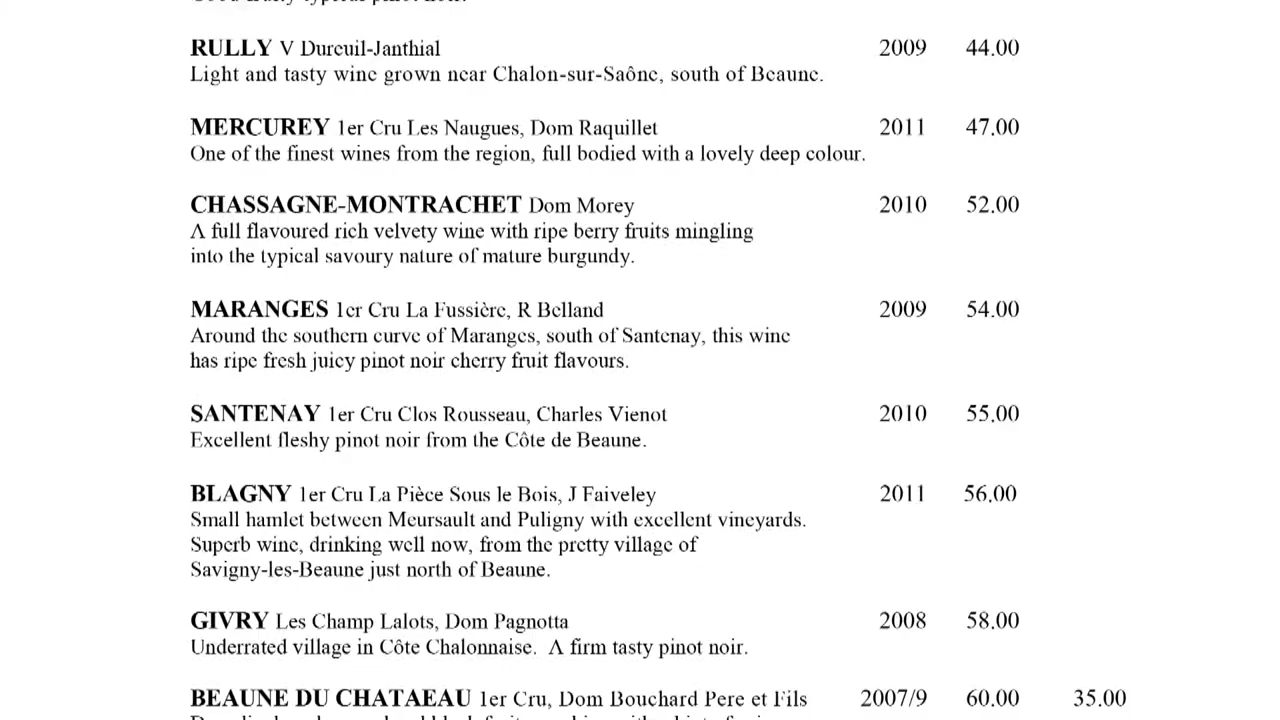 RULLY V Dureuil-Janthial 2009 44.00
Light and tasty wine grown near Chalon-sur-Saône, south of Beaune.
MERCUREY 1er Cru Les Naugues, Dom Raquillet 2011 47.00
One of the finest wines from the region, full bodied with a lovely deep colour.
CHASSAGNE-MONTRACHET Dom Morey 2010 52.00
A full flavoured rich velvety wine with ripe berry fruits mingling
into the typical savoury nature of mature burgundy.
MARANGES 1er Cru La Fussière, R Belland 2009 54.00
Around the southern curve of Maranges, south of Santenay, this wine
has ripe fresh juicy pinot noir cherry fruit flavours.
SANTENAY 1er Cru Clos Rousseau, Charles Vienot 2010 55.00
Excellent fleshy pinot noir from the Côte de Beaune.
BLAGNY 1er Cru La Pièce Sous le Bois, J Faiveley 2011 56.00
Small hamlet between Meursault and Puligny with excellent vineyards.
Superb wine, drinking well now, from the pretty village of
Savigny-les-Beaune just north of Beaune.
GIVRY Les Champ Lalots, Dom Pagnotta 2008 58.00
Underrated village in Côte Chalonnaise. A firm tasty pinot noir.
BEAUNE DU CHATAEAU 1er Cru, Dom Bouchard Pere et Fils 2007/9 60.00 35.00